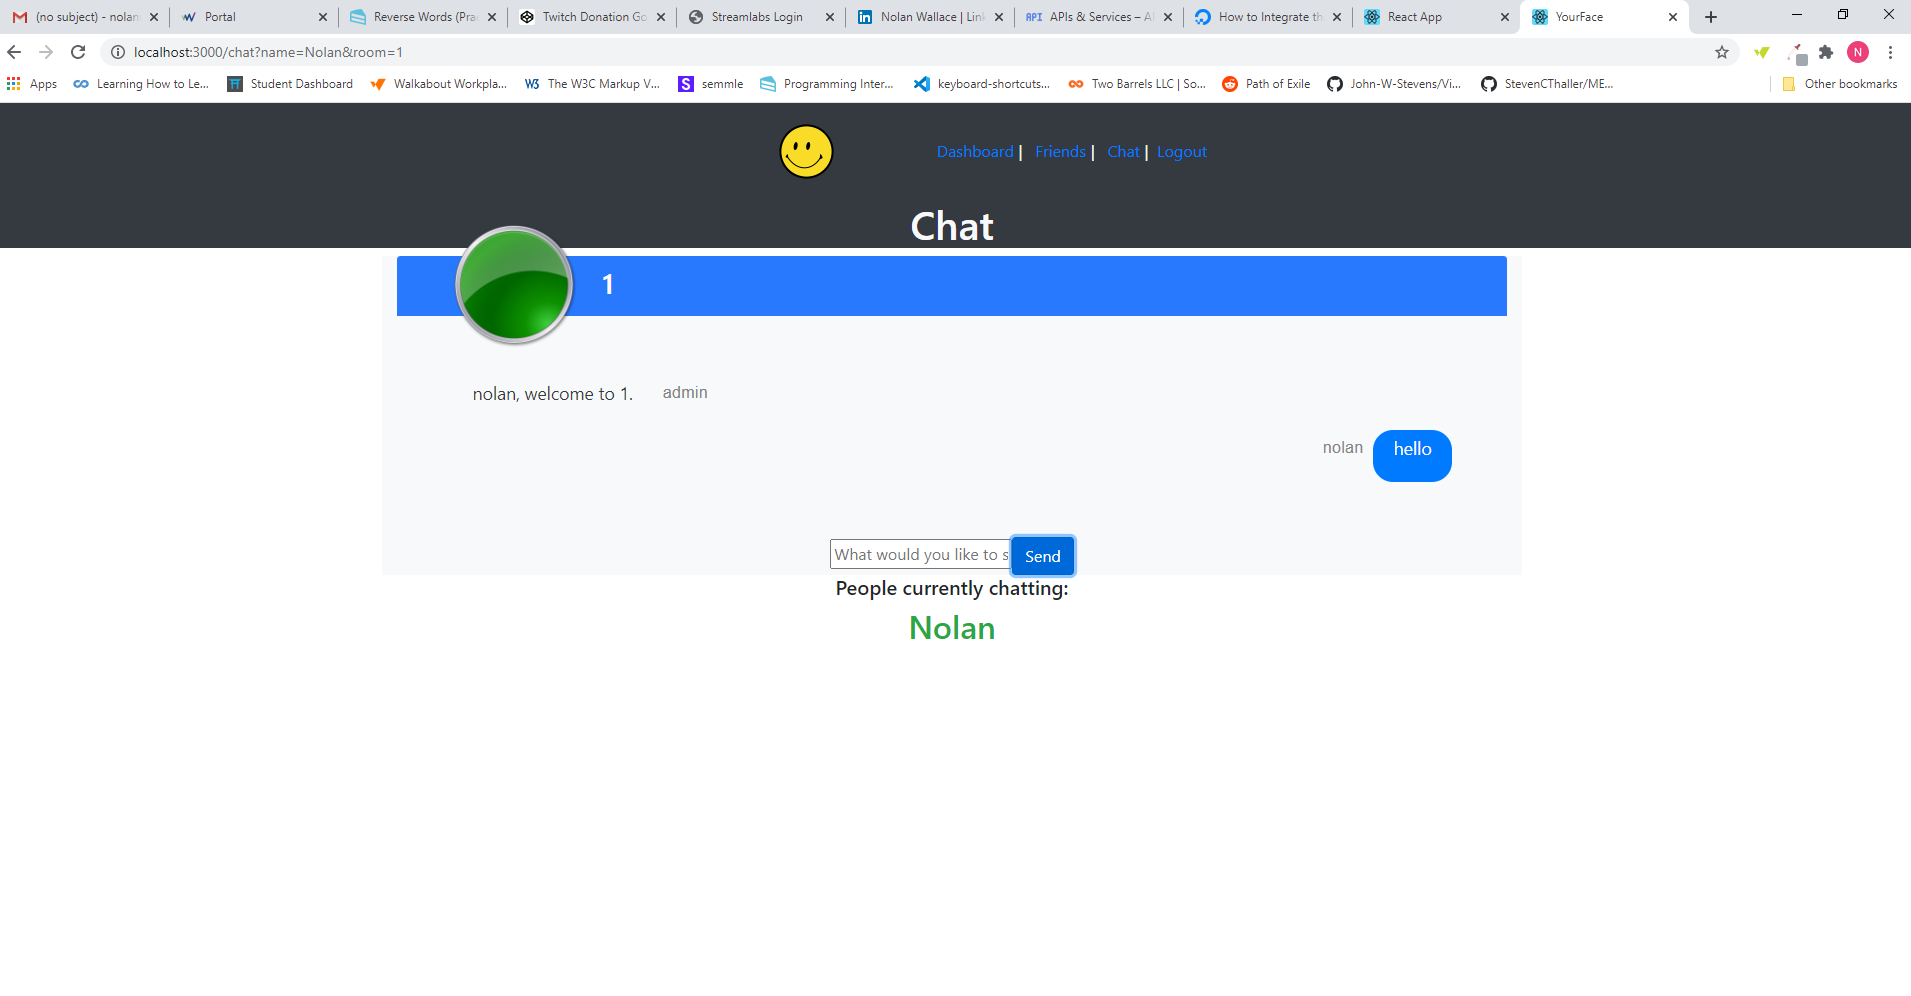 (no subject) - nolan
Portal
Reverse Words (Pra
Twitch Donation Go
Streamlabs Login
Nolan Wallace | Lin
API APIs & Services – A
How to Integrate th
React App
YourFace
localhost:3000/chat?name=Nolan&room=1
N
Apps
Learning How to Le...
Student Dashboard
Walkabout Workpla...
W3 The W3C Markup V...
S semmle
Programming Inter...
keyboard-shortcuts...
Two Barrels LLC | So...
Path of Exile
John-W-Stevens/Vi...
StevenCThaller/ME...
Other bookmarks
Dashboard | Friends | Chat | Logout
Chat
1
nolan, welcome to 1. admin
nolan hello
What would you like to s
Send
People currently chatting:
Nolan